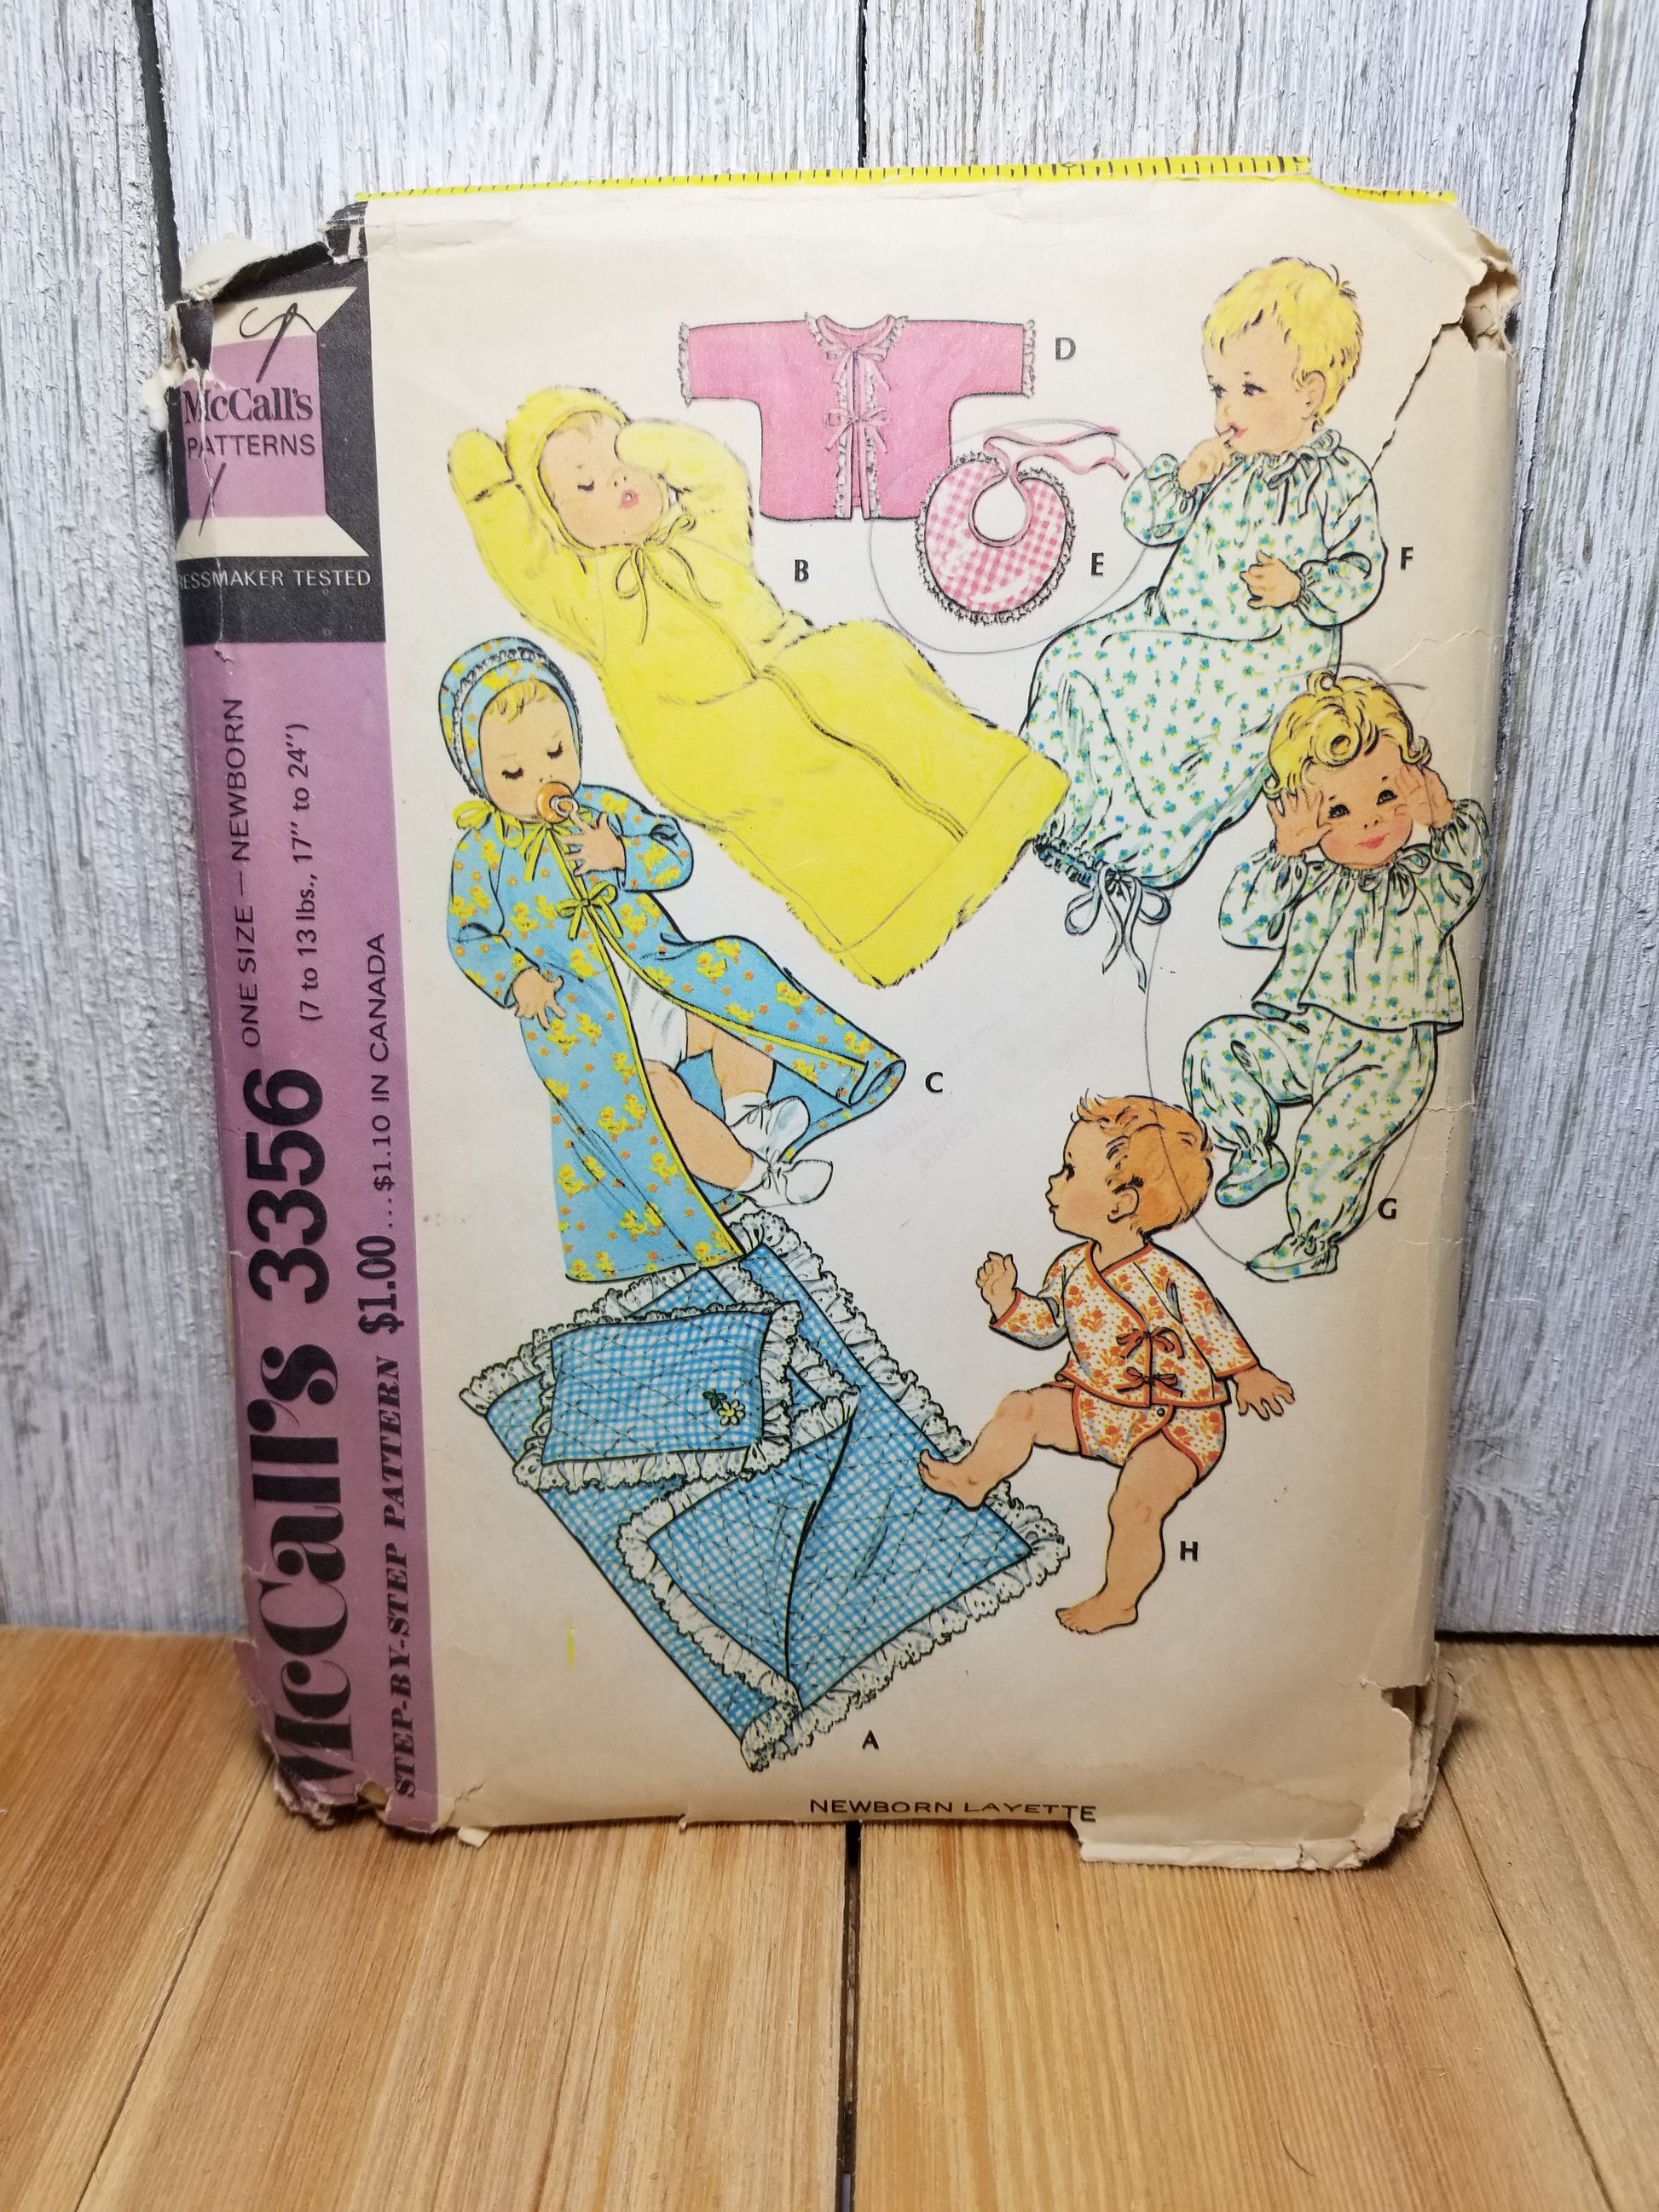 McCall's
PATTERNS
RESSMAKER TESTED
McCall's 3356
ONE SIZE — NEWBORN
(7 to 13 lbs., 17" to 24")
STEP-BY-STEP PATTERN $1.00....$1.10 IN CANADA
D
B
E
F
C
G
H
A
NEWBORN LAYETTE